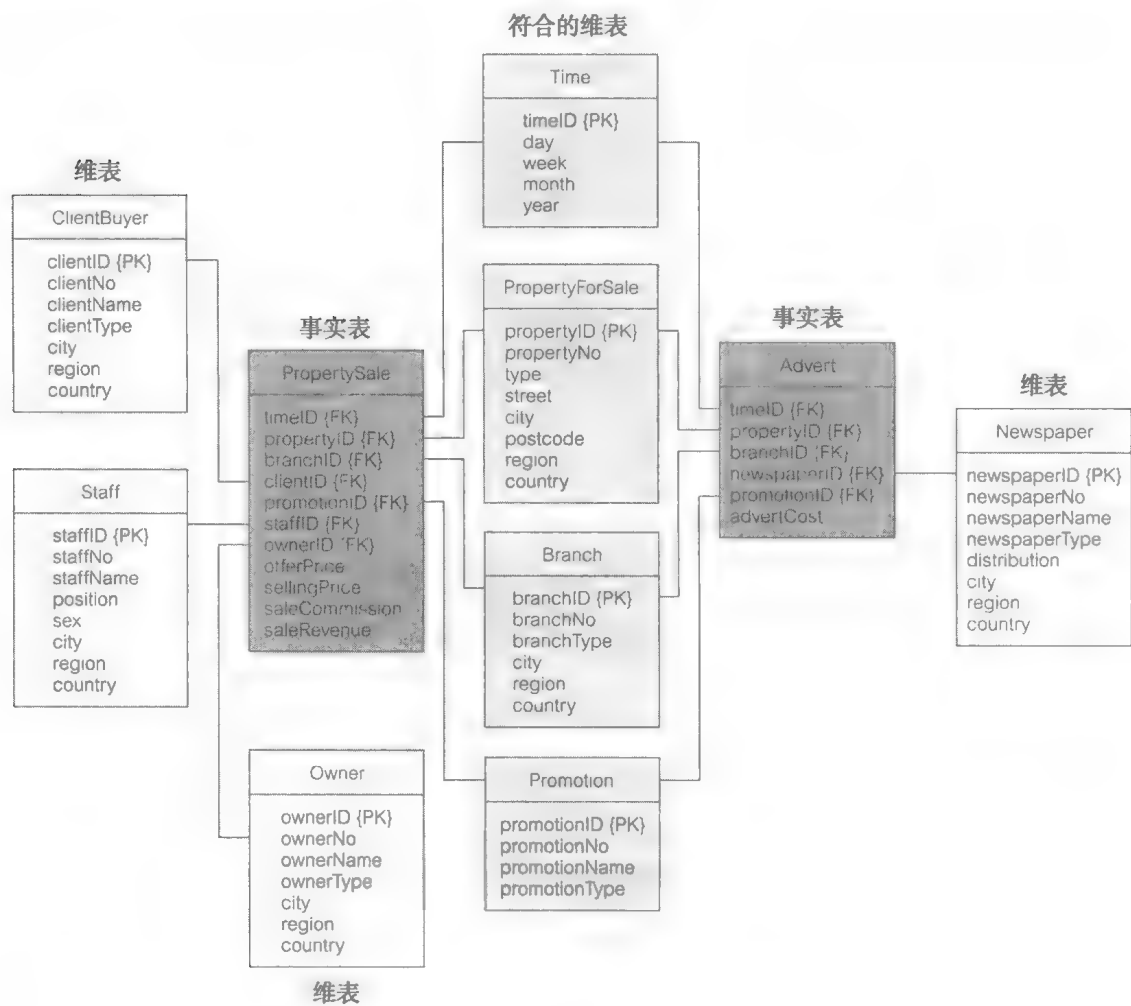 符合的维表
Time
timeID {PK}
day
week
month
year
维表
ClientBuyer
clientID {PK}
clientNo
clientName
clientType
city
region
country
事实表
PropertySale
timeID {FK}
propertyID {FK}
branchID {FK}
clientID {FK}
promotionID {FK}
staffID {FK}
ownerID {FK}
offerPrice
sellingPrice
saleCommission
saleRevenue
PropertyForSale
propertyID {PK}
propertyNo
type
street
city
postcode
region
country
事实表
Advert
timeID {FK}
propertyID {FK}
branchID {FK}
newspaperID {FK}
promotionID {FK}
advertCost
维表
Newspaper
newspaperID {PK}
newspaperNo
newspaperName
newspaperType
distribution
city
region
country
Staff
staffID {PK}
staffNo
staffName
position
sex
city
region
country
Branch
branchID {PK}
branchNo
branchType
city
region
country
Owner
ownerID {PK}
ownerNo
ownerName
ownerType
city
region
country
维表
Promotion
promotionID {PK}
promotionNo
promotionName
promotionType